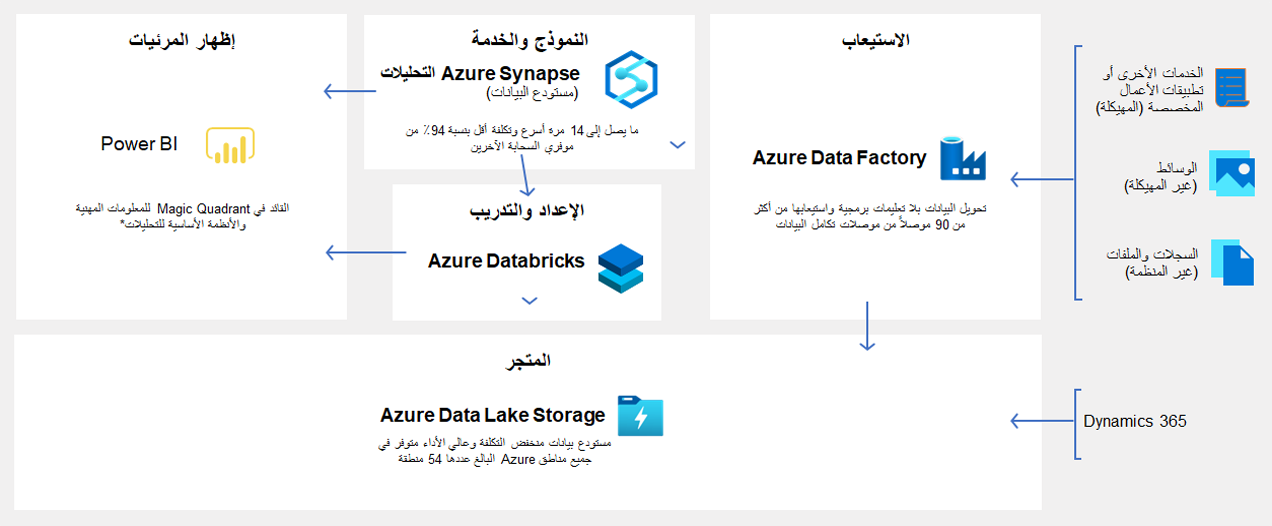 الاستيعاب
Azure Data Factory
تحويل البيانات بلا تعليمات برمجية واستيعابها من أكثر
من 90 موصلاً من موصلات تكامل البيانات
الخدمات الأخرى أو
تطبيقات الأعمال
المخصصة (المهيكلة)
الوسائط
(غير المهيكلة)
السجلات والملفات
(غير المنظمة)
النموذج والخدمة
Azure Synapse التحليلات
(مستودع البيانات)
ما يصل إلى 14 مره أسرع وتكلفة أقل بنسبة 94٪ من
موفري السحابة الآخرين
الإعداد والتدريب
Azure Databricks
إظهار المرئيات
Power BI
القائد في Magic Quadrant للمعلومات المهنية
والأنظمة الأساسية للتحليلات*
المتجر
Azure Data Lake Storage
مستودع بيانات منخفض التكلفة وعالي الأداء متوفر في
جميع مناطق Azure البالغ عددها 54 منطقة
Dynamics 365